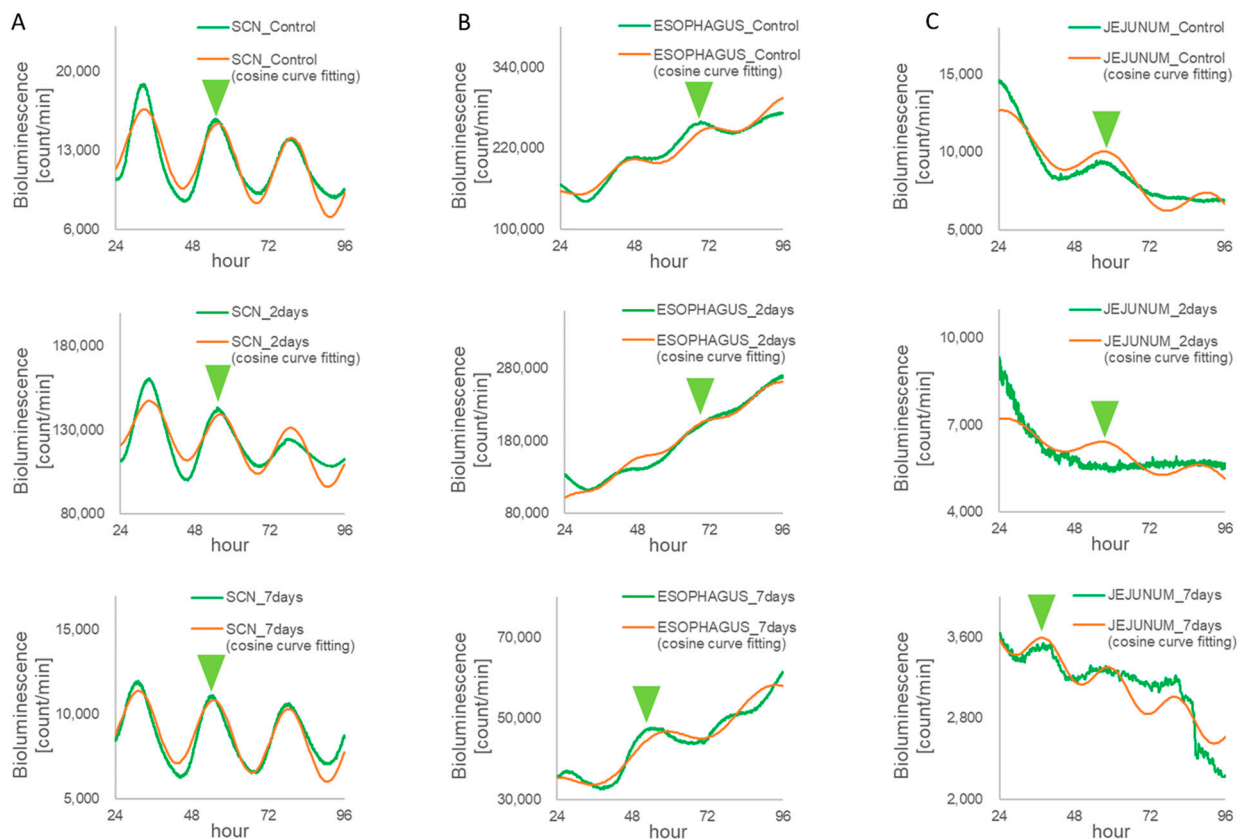 A
SCN_Control
SCN_Control
(cosine curve fitting)
Bioluminescence
[count/min]
20,000
13,000
6,000
24 48 72 96
hour
B
ESOPHAGUS_Control
ESOPHAGUS_Control
(cosine curve fitting)
Bioluminescence
[count/min]
340,000
220,000
100,000
24 48 72 96
hour
C
JEJUNUM_Control
JEJUNUM_Control
(cosine curve fitting)
Bioluminescence
[count/min]
15,000
10,000
5,000
24 48 72 96
hour
SCN_2days
SCN_2days
(cosine curve fitting)
Bioluminescence
[count/min]
180,000
130,000
80,000
24 48 72 96
hour
ESOPHAGUS_2days
ESOPHAGUS_2days
(cosine curve fitting)
Bioluminescence
[count/min]
280,000
180,000
80,000
24 48 72 96
hour
JEJUNUM_2days
JEJUNUM_2days
(cosine curve fitting)
Bioluminescence
[count/min]
10,000
7,000
4,000
24 48 72 96
hour
SCN_7days
SCN_7days
(cosine curve fitting)
Bioluminescence
[count/min]
15,000
10,000
5,000
24 48 72 96
hour
ESOPHAGUS_7days
ESOPHAGUS_7days
(cosine curve fitting)
Bioluminescence
[count/min]
70,000
50,000
30,000
24 48 72 96
hour
JEJUNUM_7days
JEJUNUM_7days
(cosine curve fitting)
Bioluminescence
[count/min]
3,600
2,800
2,000
24 48 72 96
hour